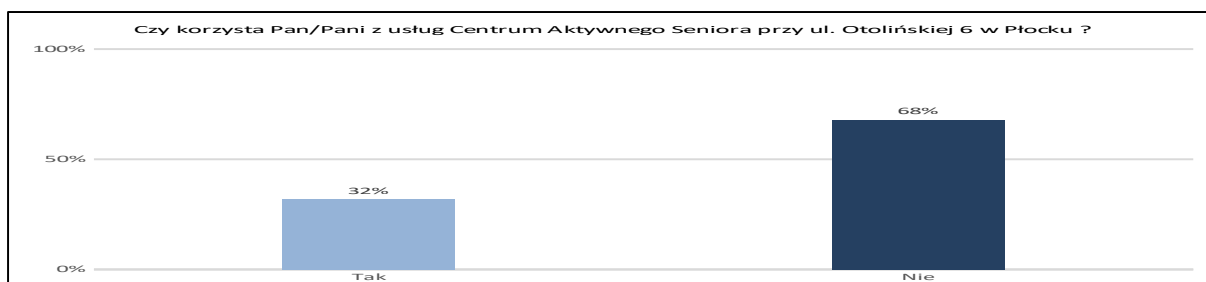 Czy korzysta Pan/Pani z usług Centrum Aktywnego Seniora przy ul. Otolińskiej 6 w Płocku ?
100%
68%
50%
32%
0%
Tak Nie